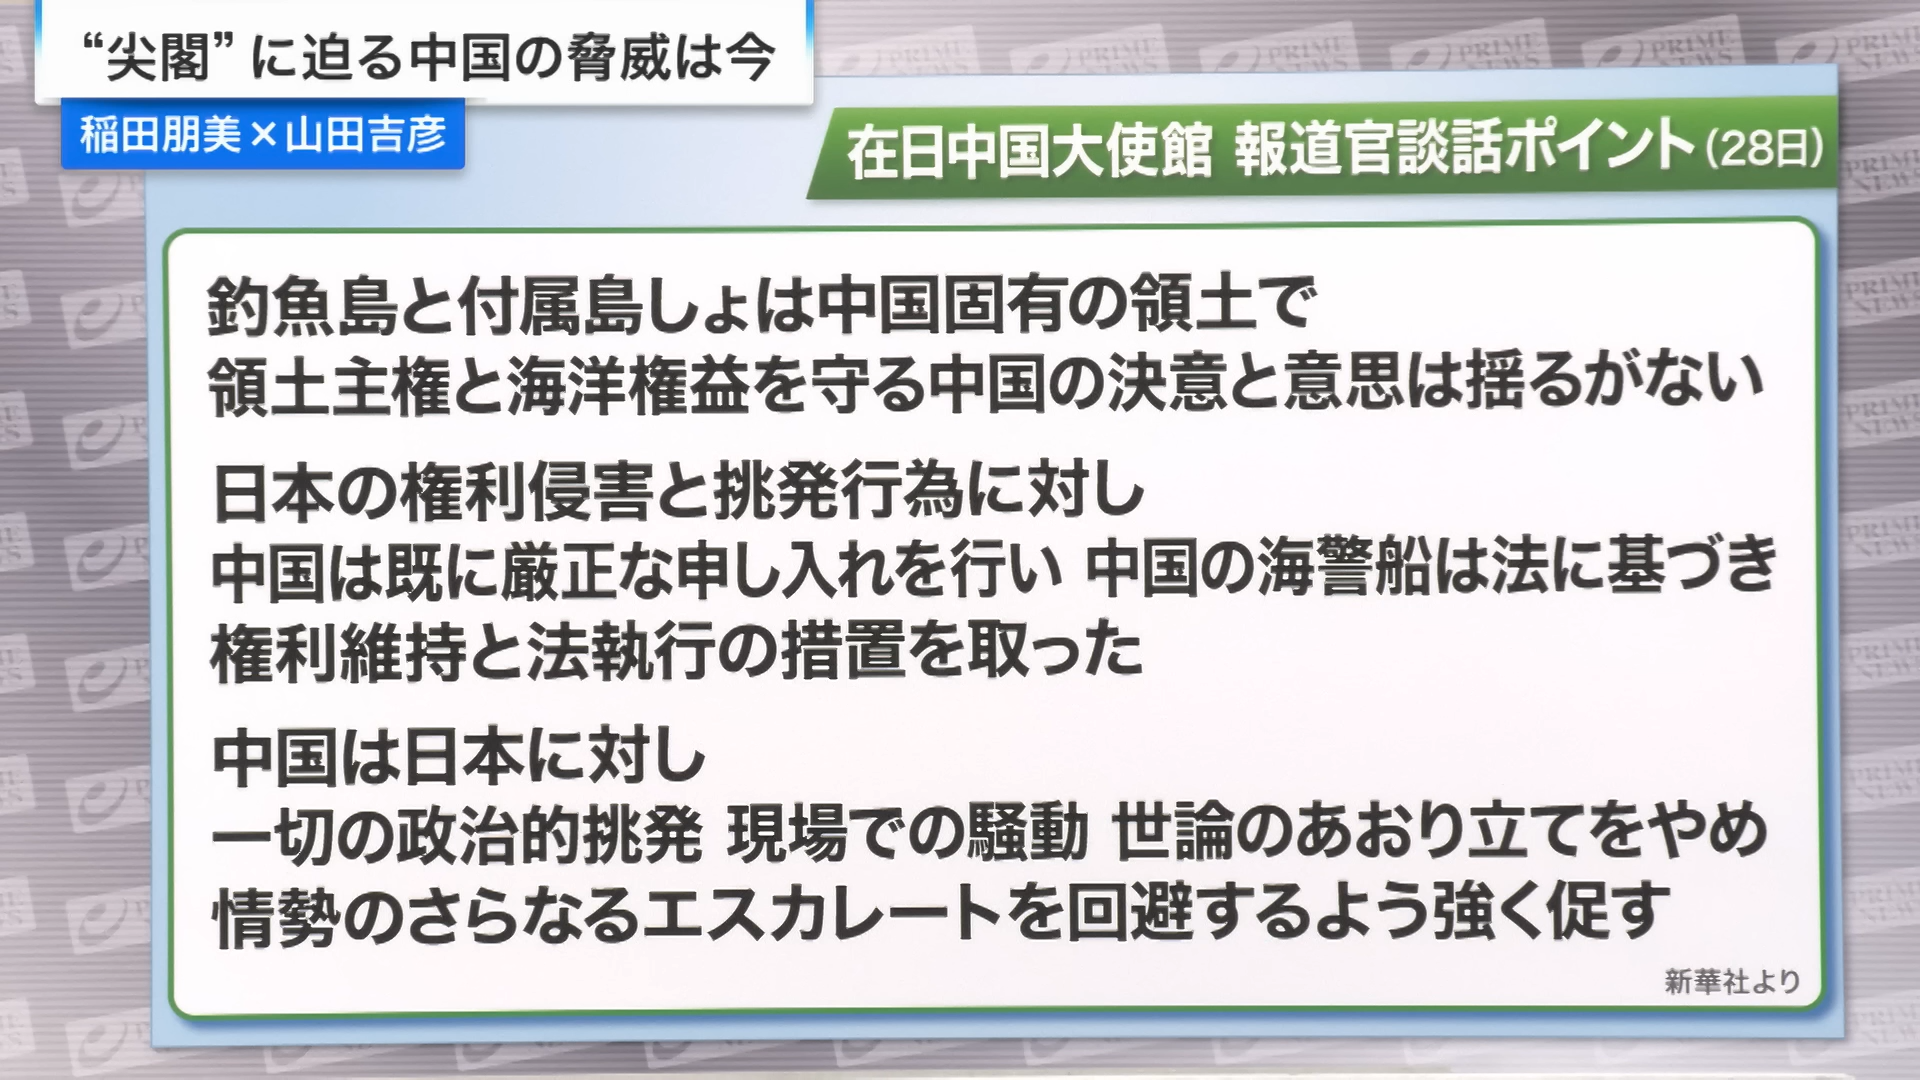 “尖閣”に迫る中国の脅威は今
稲田朋美×山田吉彦
在日中国大使館 報道官談話ポイント(28日)
釣魚島と付属島しょは中国固有の領土で
領土主権と海洋権益を守る中国の決意と意思は揺るがない
日本の権利侵害と挑発行為に対し
中国は既に厳正な申し入れを行い 中国の海警船は法に基づき
権利維持と法執行の措置を取った
中国は日本に対し
一切の政治的挑発 現場での騒動 世論のあおり立てをやめ
情勢のさらなるエスカレートを回避するよう強く促す
新華社より
PRIME NEWS